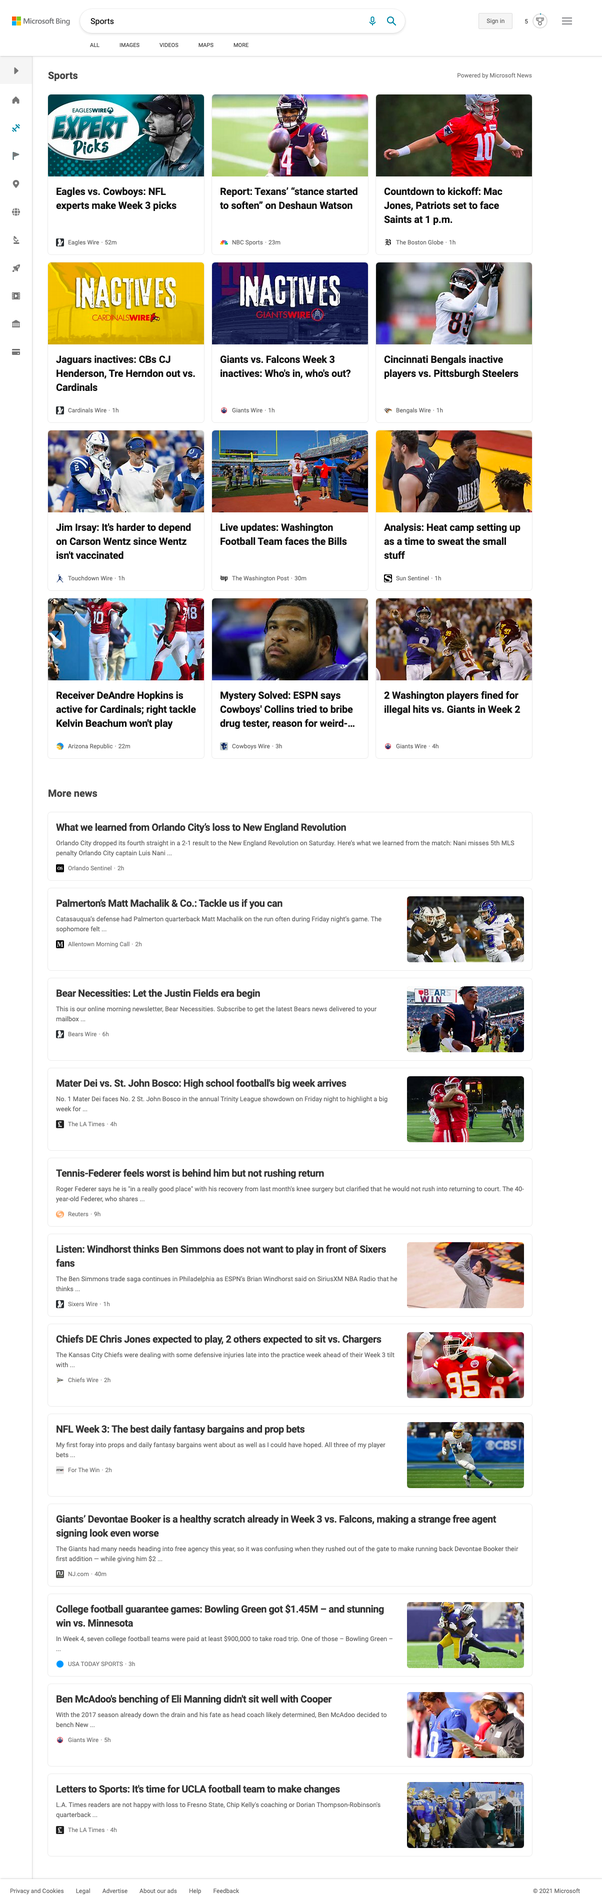 Microsoft Bing
Sports
Sign in
5
ALL IMAGES VIDEOS MAPS MORE
Sports
Powered by Microsoft News
EAGLESWIRE
EXPERT
Picks
4
10
Eagles vs. Cowboys: NFL
experts make Week 3 picks
Eagles Wire · 52m
Report: Texans' “stance started
to soften” on Deshaun Watson
NBC Sports · 23m
Countdown to kickoff: Mac
Jones, Patriots set to face
Saints at 1 p.m.
The Boston Globe · 1h
INACTIVES
CARDINALSWIRE
INACTIVES
GIANTSWIRE
85
Jaguars inactives: CBs CJ
Henderson, Tre Herndon out vs.
Cardinals
Cardinals Wire · 1h
Giants vs. Falcons Week 3
inactives: Who's in, who's out?
Giants Wire · 1h
Cincinnati Bengals inactive
players vs. Pittsburgh Steelers
Bengals Wire · 1h
Jim Irsay: It's harder to depend
on Carson Wentz since Wentz
isn't vaccinated
Touchdown Wire · 1h
Live updates: Washington
Football Team faces the Bills
wp The Washington Post · 30m
UNITED
Analysis: Heat camp setting up
as a time to sweat the small
stuff
Sun Sentinel · 1h
10
18
Receiver DeAndre Hopkins is
active for Cardinals; right tackle
Kelvin Beachum won't play
Arizona Republic · 22m
Mystery Solved: ESPN says
Cowboys' Collins tried to bribe
drug tester, reason for weird-...
Cowboys Wire · 3h
8
97
2 Washington players fined for
illegal hits vs. Giants in Week 2
Giants Wire · 4h
More news
What we learned from Orlando City's loss to New England Revolution
Orlando City dropped its fourth straight in a 2-1 result to the New England Revolution on Saturday. Here's what we learned from the match: Nani misses 5th MLS
penalty Orlando City captain Luis Nani ...
OS Orlando Sentinel · 2h
Palmerton's Matt Machalik & Co.: Tackle us if you can
Catasauqua's defense had Palmerton quarterback Matt Machalik on the run often during Friday night's game. The
sophomore felt ...
M Allentown Morning Call · 2h
2
Bear Necessities: Let the Justin Fields era begin
This is our online morning newsletter, Bear Necessities. Subscribe to get the latest Bears news delivered to your
mailbox ...
Bears Wire · 6h
BEARS
WIN
1
Mater Dei vs. St. John Bosco: High school football's big week arrives
No. 1 Mater Dei faces No. 2 St. John Bosco in the annual Trinity League showdown on Friday night to highlight a big
week for ...
The LA Times · 4h
Tennis-Federer feels worst is behind him but not rushing return
Roger Federer says he is "in a really good place" with his recovery from last month's knee surgery but clarified that he would not rush into returning to court. The 40-
year-old Federer, who shares ...
Reuters · 9h
Listen: Windhorst thinks Ben Simmons does not want to play in front of Sixers
fans
The Ben Simmons trade saga continues in Philadelphia as ESPN's Brian Windhorst said on SiriusXM NBA Radio that he
thinks ...
Sixers Wire · 1h
Chiefs DE Chris Jones expected to play, 2 others expected to sit vs. Chargers
The Kansas City Chiefs were dealing with some defensive injuries late into the practice week ahead of their Week 3 tilt
with ...
Chiefs Wire · 2h
95
NFL Week 3: The best daily fantasy bargains and prop bets
My first foray into props and daily fantasy bargains went about as well as I could have hoped. All three of my player
bets ...
For The Win · 2h
CBS
Giants' Devontae Booker is a healthy scratch already in Week 3 vs. Falcons, making a strange free agent
signing look even worse
The Giants had many needs heading into free agency this year, so it was confusing when they rushed out of the gate to make running back Devontae Booker their
first addition — while giving him $2 ...
NJ.com · 40m
College football guarantee games: Bowling Green got $1.45M – and stunning
win vs. Minnesota
In Week 4, seven college football teams were paid at least $900,000 to take road trip. One of those – Bowling Green –
...
USA TODAY SPORTS · 3h
Ben McAdoo's benching of Eli Manning didn't sit well with Cooper
With the 2017 season already down the drain and his fate as head coach likely determined, Ben McAdoo decided to
bench New ...
Giants Wire · 5h
Letters to Sports: It's time for UCLA football team to make changes
L.A. Times readers are not happy with loss to Fresno State, Chip Kelly's coaching or Dorian Thompson-Robinson's
quarterback ...
The LA Times · 4h
Privacy and Cookies Legal Advertise About our ads Help Feedback
© 2021 Microsoft